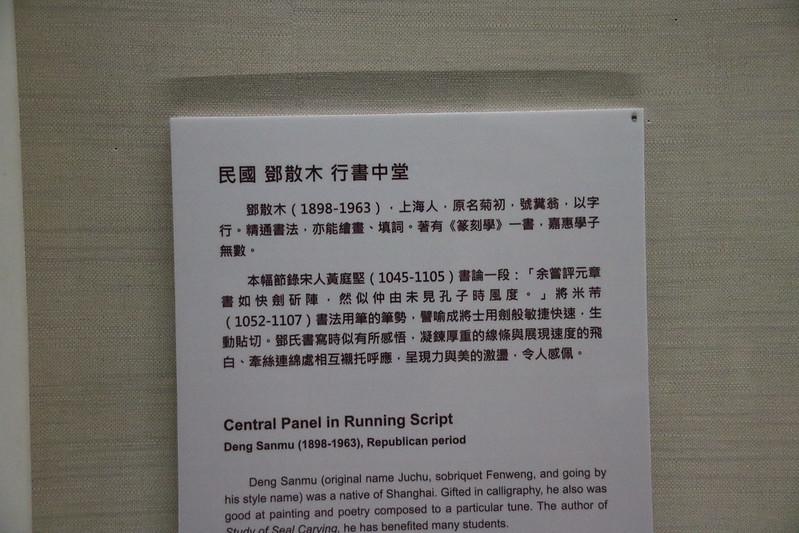 民國 鄧散木 行書中堂
鄧散木（1898-1963），上海人，原名菊初，號糞翁，以字
行。精通書法，亦能繪畫、填詞。著有《篆刻學》一書，嘉惠學子
無數。
本幅節錄宋人黃庭堅（1045-1105）書論一段：「余嘗評元章
書如快劍斫陣，然似仲由未見孔子時風度。」將米芾
（1052-1107）書法用筆的筆勢，譬喻成將士用劍般敏捷快速，生
動貼切。鄧氏書寫時似有所感悟，凝鍊厚重的線條與展現速度的飛
白、牽絲連綿處相互襯托呼應，呈現力與美的激盪，令人感佩。
Central Panel in Running Script
Deng Sanmu (1898-1963), Republican period
Deng Sanmu (original name Juchu, sobriquet Fenweng, and going by
his style name) was a native of Shanghai. Gifted in calligraphy, he also was
good at painting and poetry composed to a particular tune. The author of
Study of Seal Carving, he has benefited many students.